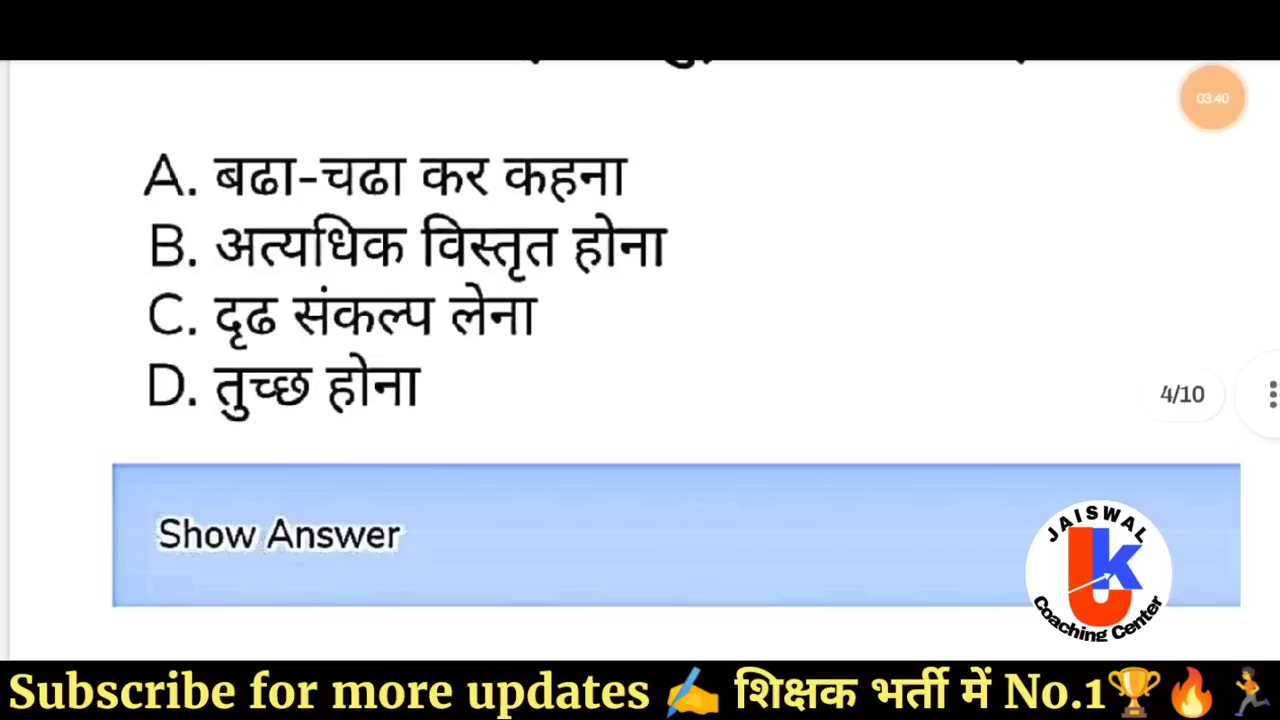 03.40
A. बढा-चढा कर कहना
B. अत्यधिक विस्तृत होना
C. दृढ संकल्प लेना
D. तुच्छ होना
4/10
Show Answer
JAISWAL
Jk
Coaching Center
Subscribe for more updates ✍️ शिक्षक भर्ती में No.1🏆🔥🏃